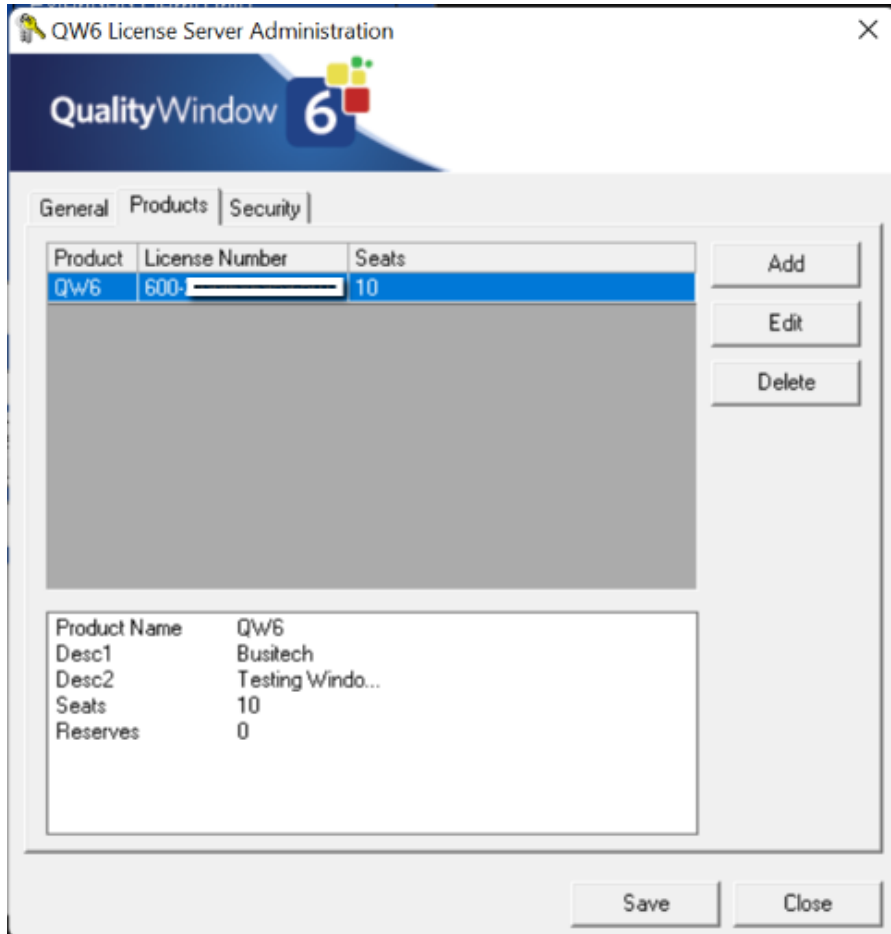 QW6 License Server Administration
QualityWindow 6
General Products Security
Product License Number Seats
QW6 600- 10
Add
Edit
Delete
Product Name QW6
Desc1 Busitech
Desc2 Testing Windo...
Seats 10
Reserves 0
Save Close